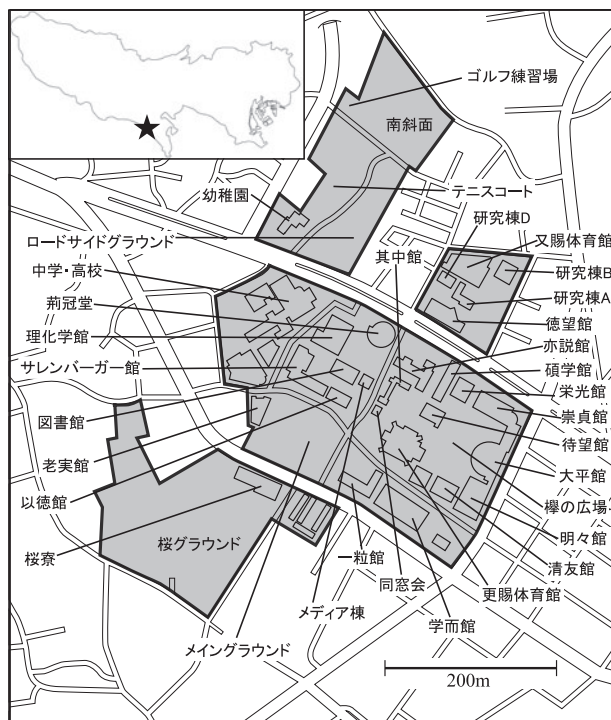 ゴルフ練習場
南斜面
幼稚園
テニスコート
研究棟D
又賜体育館
ロードサイドグラウンド
其中館
研究棟B
中学・高校
研究棟A
荊冠堂
徳望館
理化学館
亦説館
サレンバーガー館
碩学館
栄光館
図書館
崇貞館
老実館
待望館
以徳館
大平館
欅の広場
桜寮
桜グラウンド
明々館
一粒館
清友館
同窓会
更賜体育館
メディア棟
学而館
メイングラウンド
200m